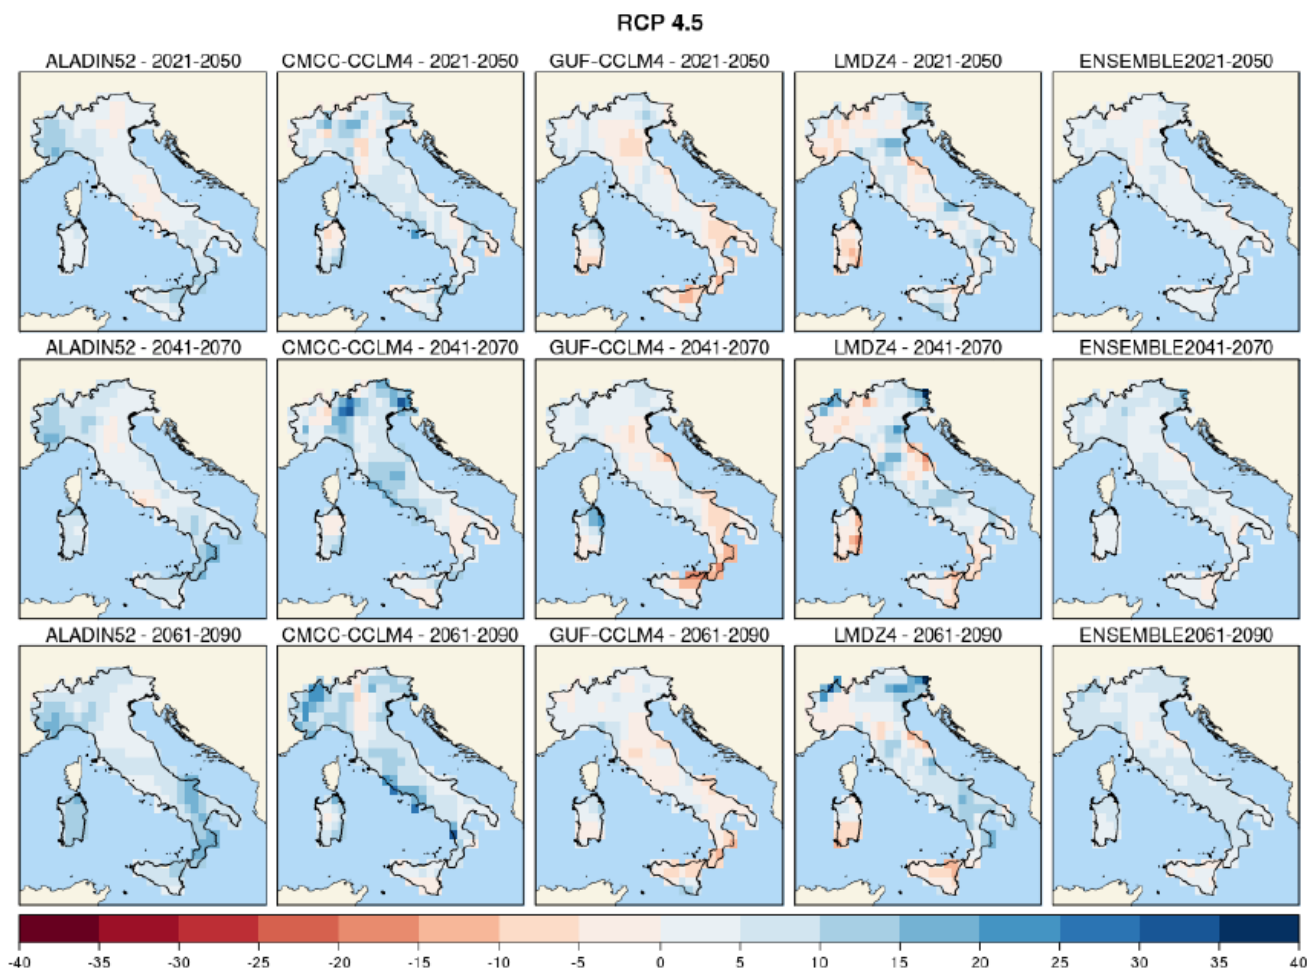 RCP 4.5
ALADIN52 - 2021-2050 CMCC-CCLM4 - 2021-2050 GUF-CCLM4 - 2021-2050 LMDZ4 - 2021-2050 ENSEMBLE2021-2050
ALADIN52 - 2041-2070 CMCC-CCLM4 - 2041-2070 GUF-CCLM4 - 2041-2070 LMDZ4 - 2041-2070 ENSEMBLE2041-2070
ALADIN52 - 2061-2090 CMCC-CCLM4 - 2061-2090 GUF-CCLM4 - 2061-2090 LMDZ4 - 2061-2090 ENSEMBLE2061-2090
-40 -35 -30 -25 -20 -15 -10 -5 0 5 10 15 20 25 30 35 40